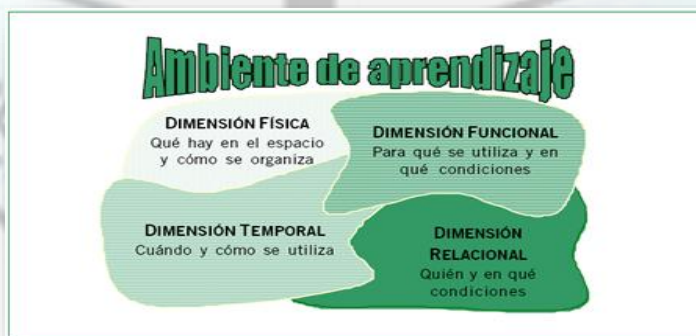 Ambiente de aprendizaje
DIMENSIÓN FÍSICA
Qué hay en el espacio
y cómo se organiza
DIMENSIÓN FUNCIONAL
Para qué se utiliza y en
qué condiciones
DIMENSIÓN TEMPORAL
Cuándo y cómo se utiliza
DIMENSIÓN
RELACIONAL
Quién y en qué
condiciones